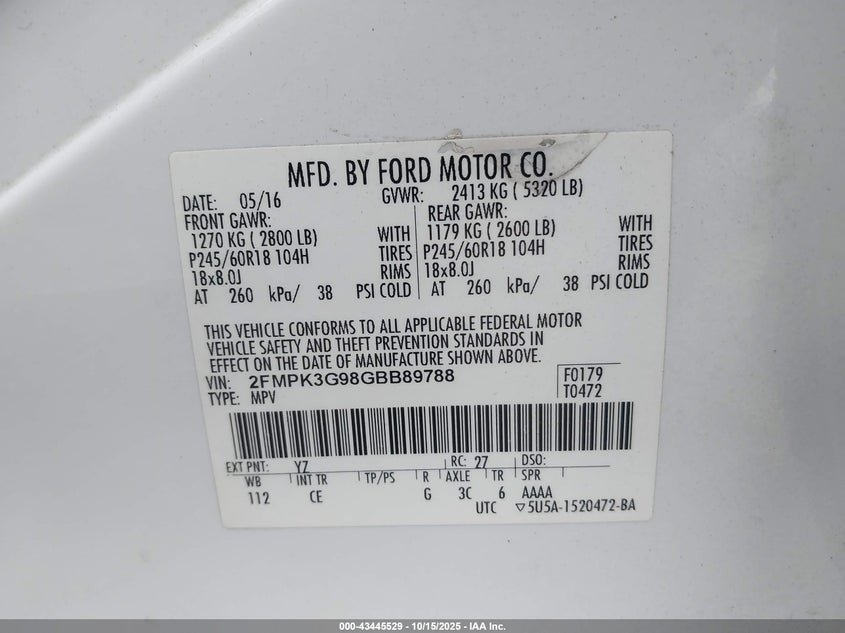 MFD. BY FORD MOTOR CO.
DATE: 05/16 GVWR: 2413 KG ( 5320 LB)
FRONT GAWR: REAR GAWR:
1270 KG ( 2800 LB) WITH 1179 KG ( 2600 LB) WITH
P245/60R18 104H TIRES P245/60R18 104H TIRES
18x8.0J RIMS 18x8.0J RIMS
AT 260 kPa/ 38 PSI COLD AT 260 kPa/ 38 PSI COLD
THIS VEHICLE CONFORMS TO ALL APPLICABLE FEDERAL MOTOR
VEHICLE SAFETY AND THEFT PREVENTION STANDARDS IN
EFFECT ON THE DATE OF MANUFACTURE SHOWN ABOVE.
VIN: 2FMPK3G98GBB89788 F0179
TYPE: MPV T0472
EXT PNT: YZ RC: 27 DSO:
WB INT TR TP/PS R AXLE TR SPR
112 CE G 3C 6 AAAA
UTC ▽5U5A-1520472-BA
000-43445529 - 10/15/2025 - IAA Inc.